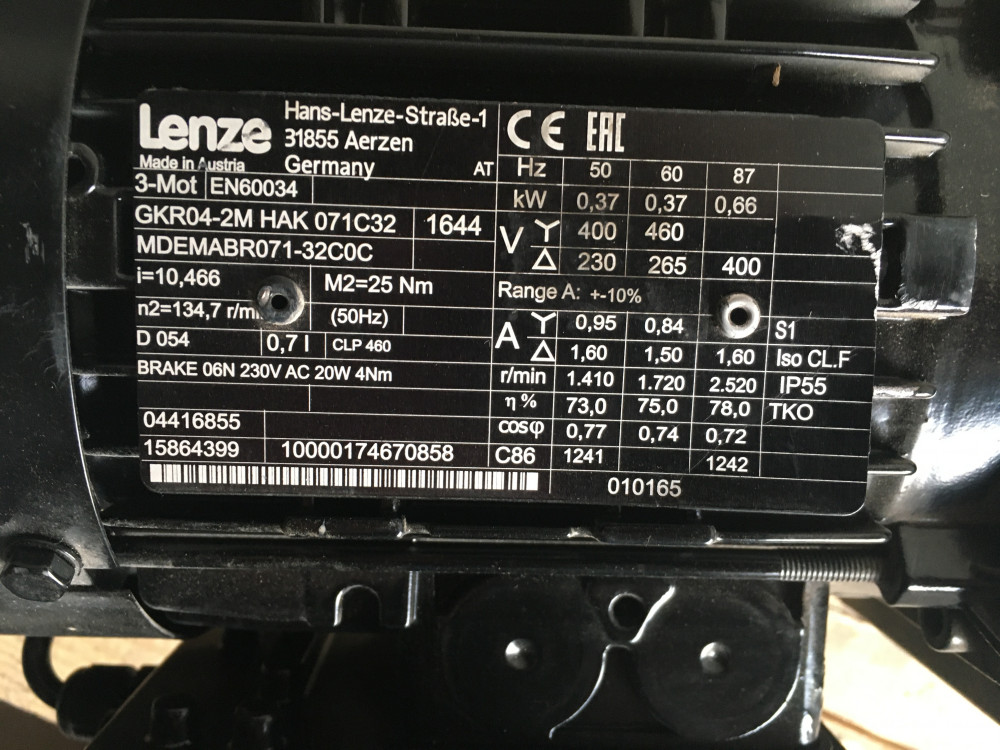 Lenze
Hans-Lenze-Straße-1
31855 Aerzen
Germany
Made in Austria
AT
3-Mot EN60034
GKR04-2M HAK 071C32 1644
MDEMABR071-32C0C
i=10,466 M2=25 Nm
n2=134,7 r/m (50Hz)
D 054 0,7 l CLP 460
BRAKE 06N 230V AC 20W 4Nm
04416855
15864399 10000174670858
CE EAC
Hz 50 60 87
kW 0,37 0,37 0,66
V Y 400 460
Δ 230 265 400
Range A: +-10%
A Y 0,95 0,84 S1
Δ 1,60 1,50 1,60 Iso CL.F
r/min 1.410 1.720 2.520 IP55
η % 73,0 75,0 78,0 TKO
cosφ 0,77 0,74 0,72
C86 1241 1242
010165